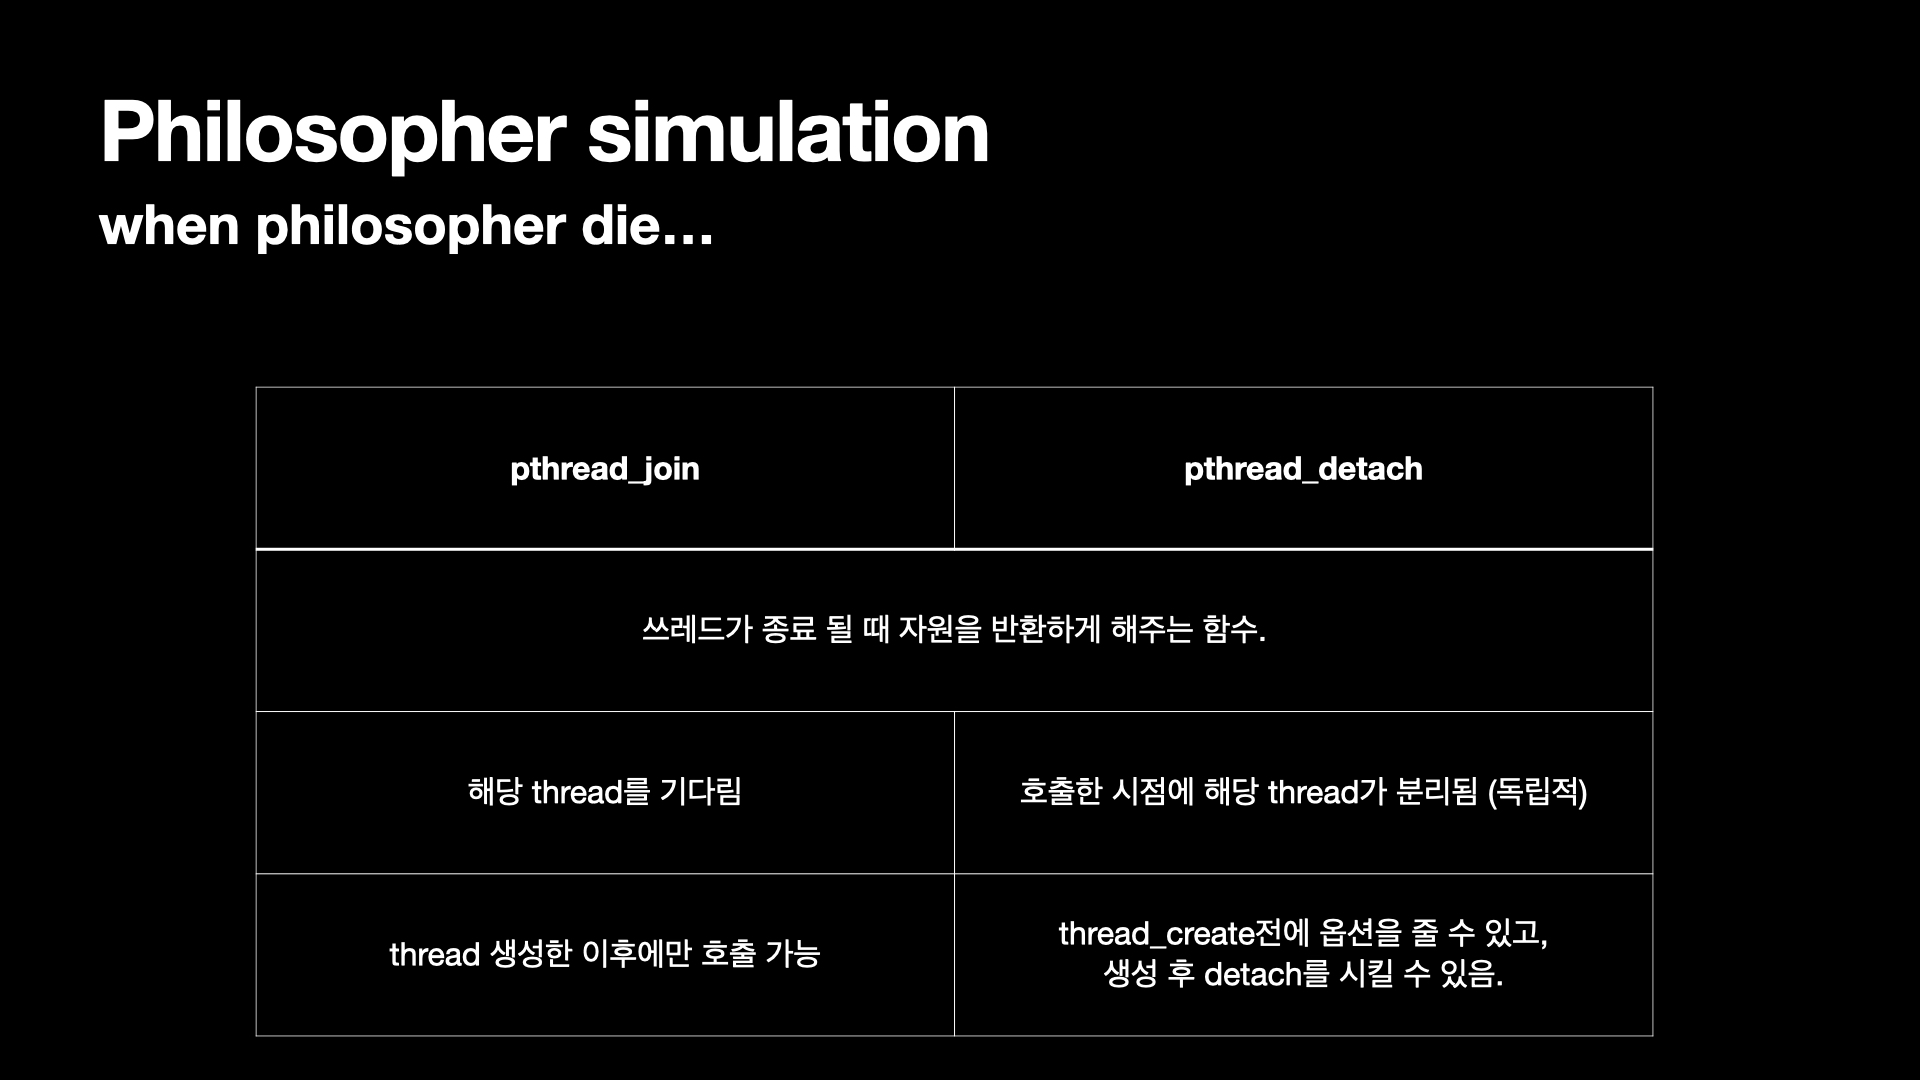 Philosopher simulation
when philosopher die…
pthread_join
pthread_detach
쓰레드가 종료 될 때 자원을 반환하게 해주는 함수.
해당 thread를 기다림
호출한 시점에 해당 thread가 분리됨 (독립적)
thread 생성한 이후에만 호출 가능
thread_create전에 옵션을 줄 수 있고,
생성 후 detach를 시킬 수 있음.